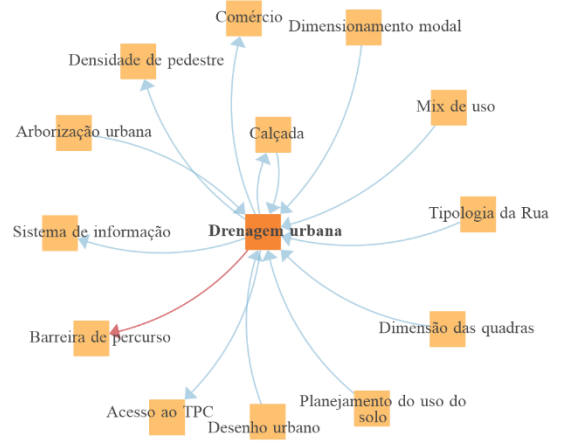 Comércio
Dimensionamento modal
Densidade de pedestre
Mix de uso
Arborização urbana
Calçada
Tipologia da Rua
Sistema de informação
Drenagem urbana
Barreira de percurso
Dimensão das quadras
Acesso ao TPC
Desenho urbano
Planejamento do uso do
solo